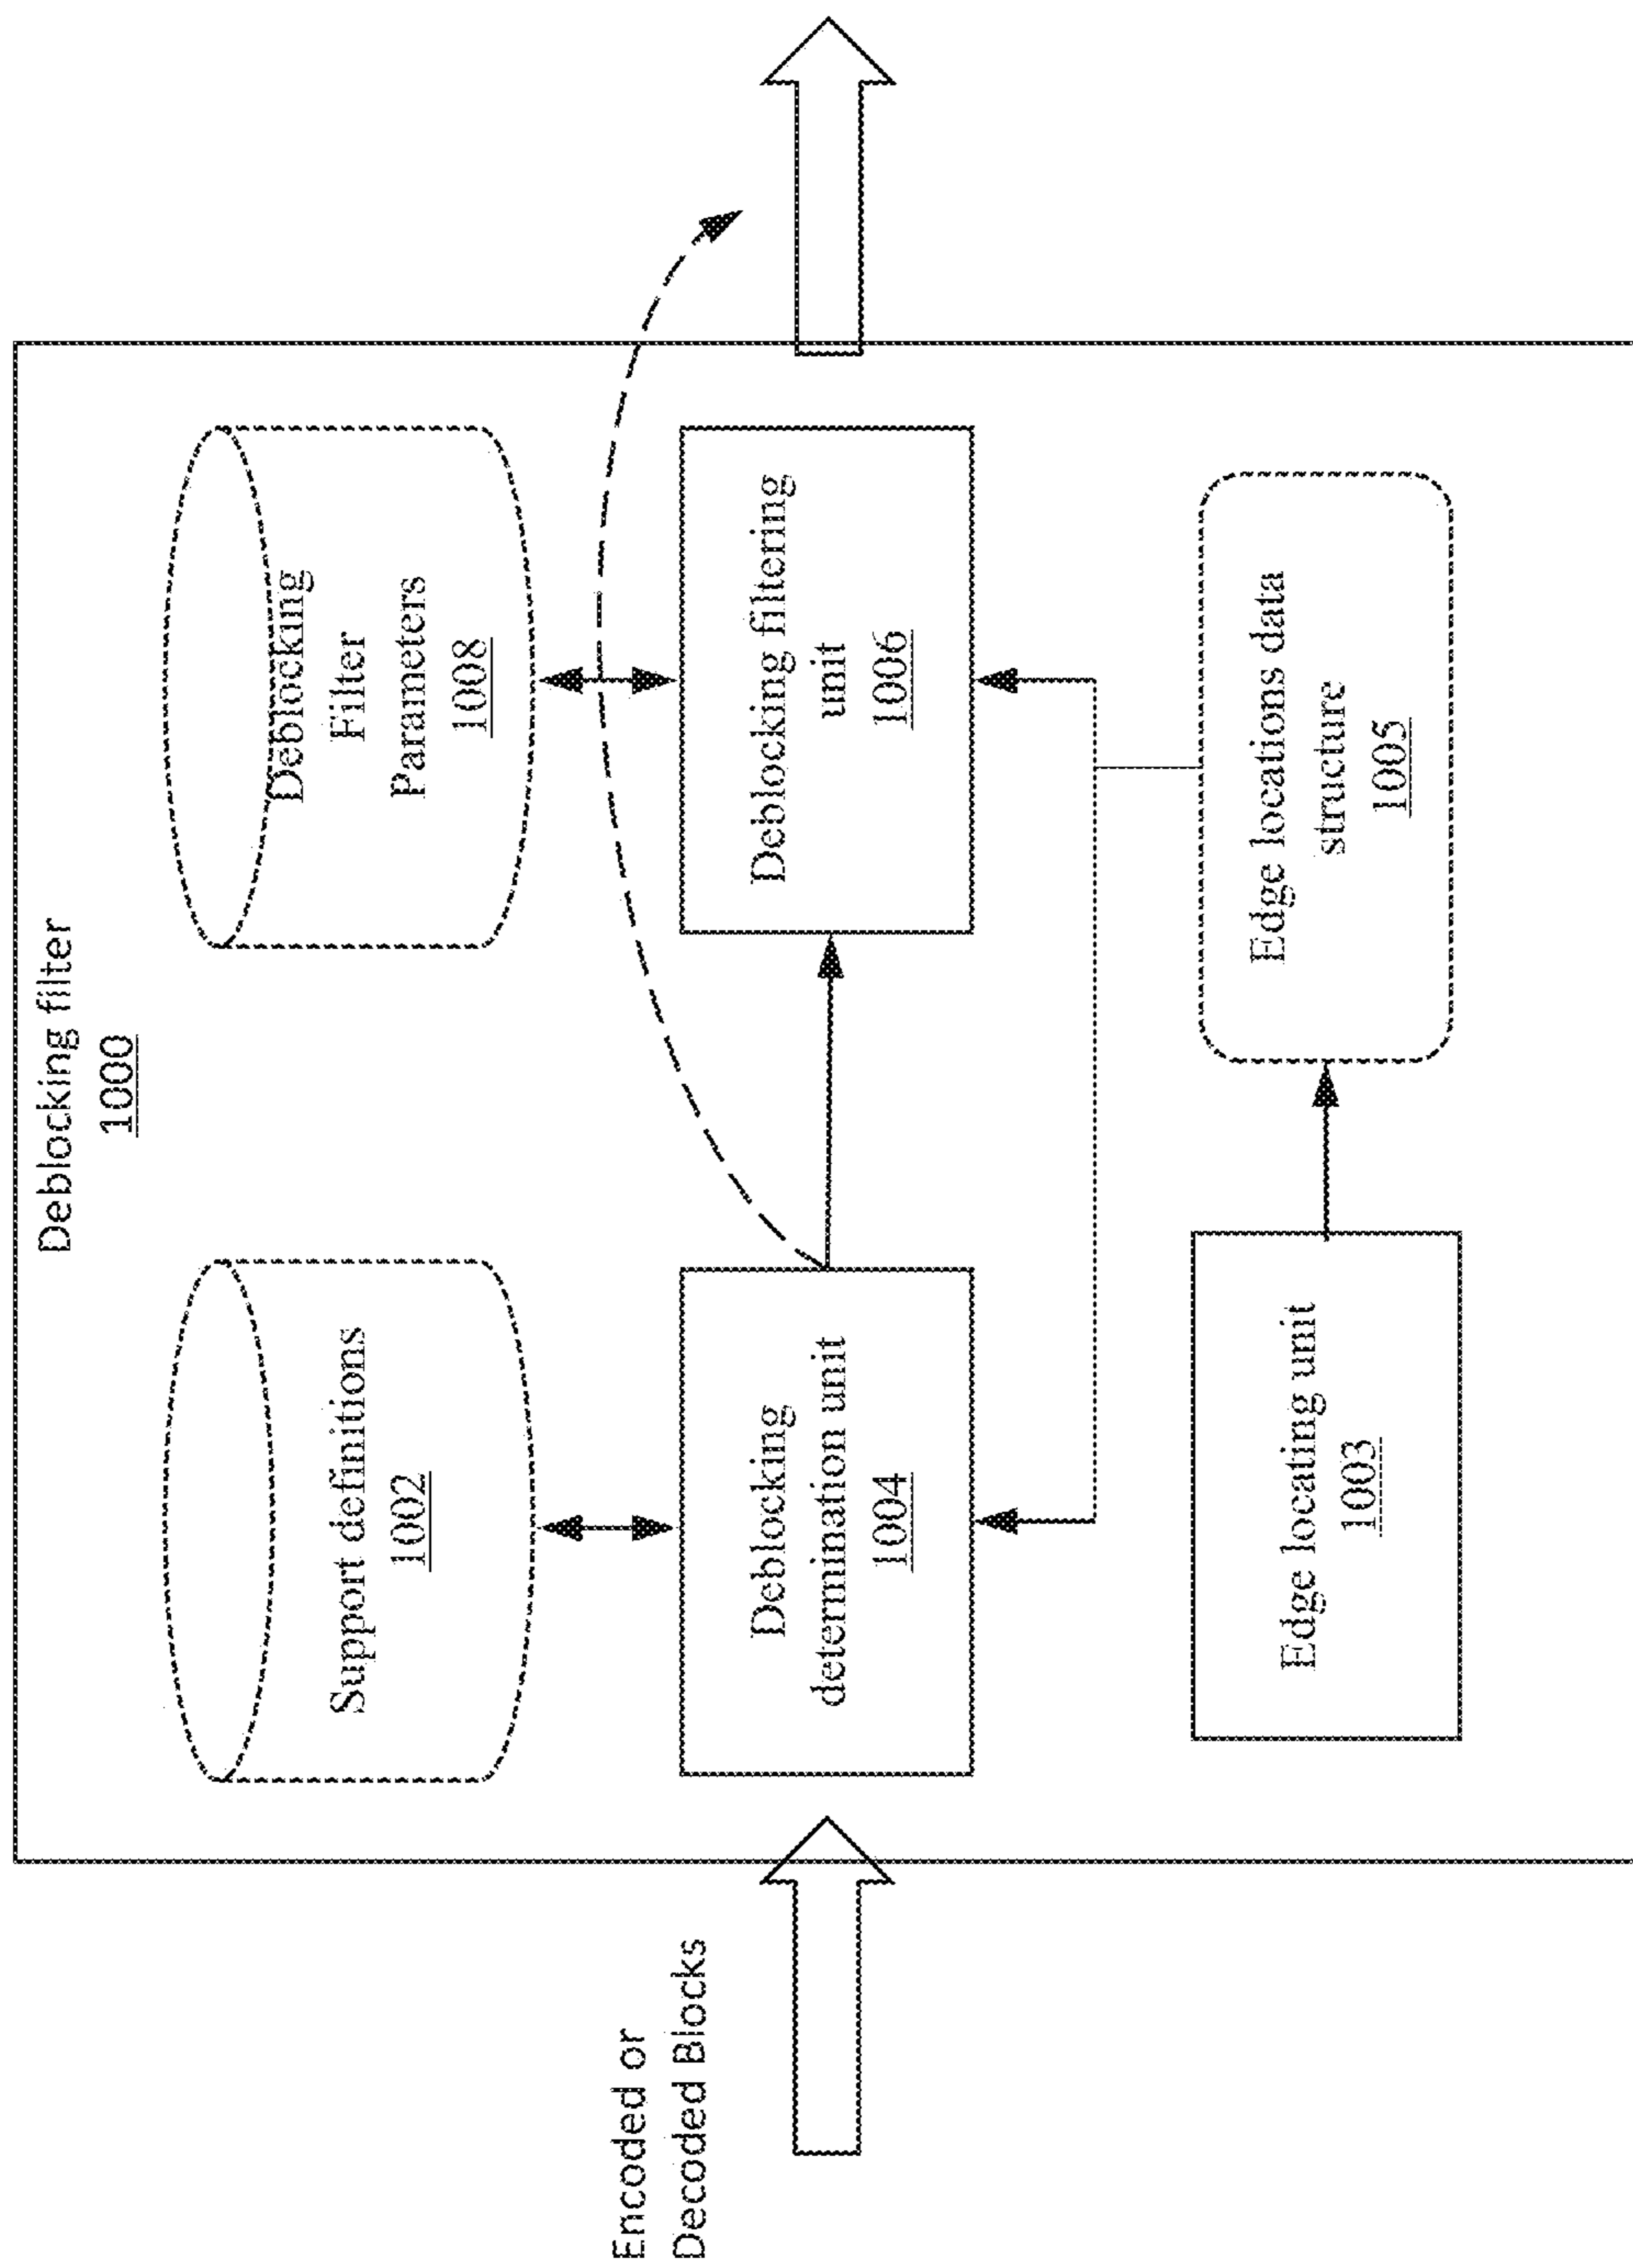 Deblocking filter
1000
Support definitions
1002
Deblocking
Filter
Parameters
1008
Encoded or
Decoded Blocks
Deblocking
determination unit
1004
Deblocking filtering
unit
1006
Edge locating unit
1003
Edge locations data
structure
1005